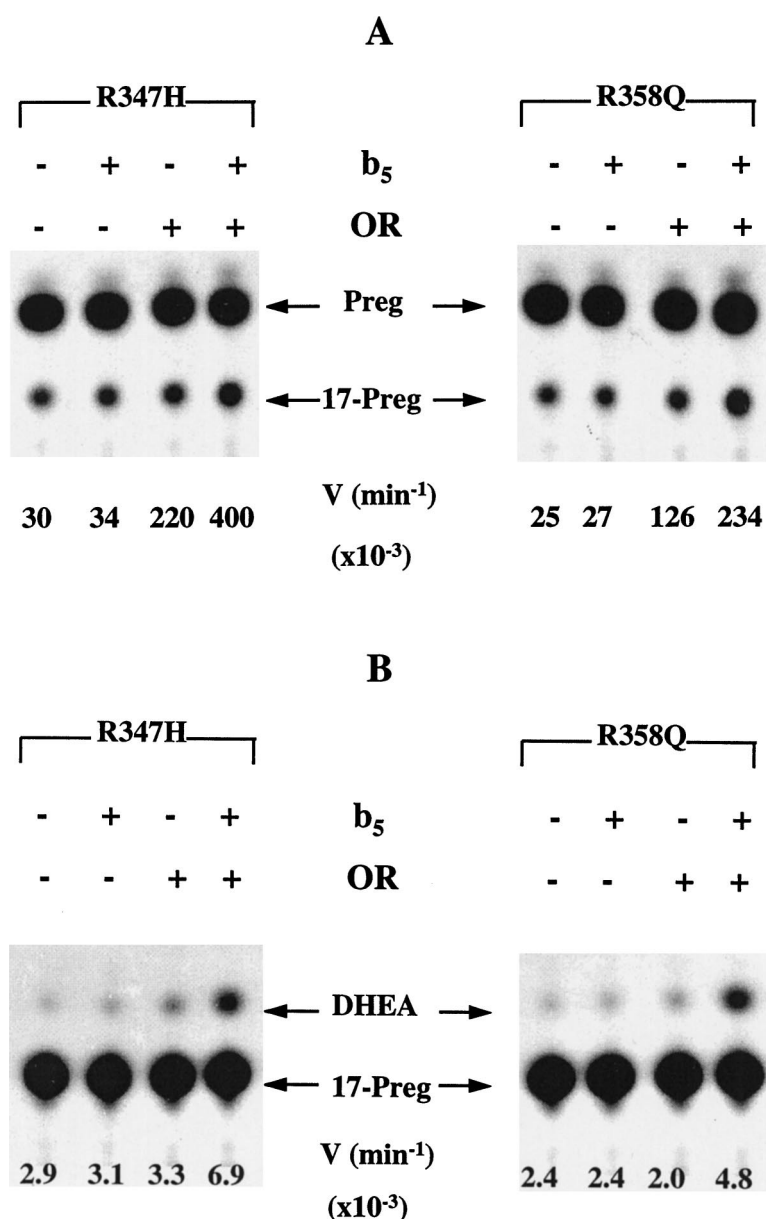 A
R347H R358Q
- + - + b5 - + - +
- - + + OR - - + +
Preg
17-Preg
V (min-1)
30 34 220 400 25 27 126 234
(x10-3)
B
R347H R358Q
- + - + b5 - + - +
- - + + OR - - + +
DHEA
17-Preg
V (min-1)
2.9 3.1 3.3 6.9 2.4 2.4 2.0 4.8
(x10-3)